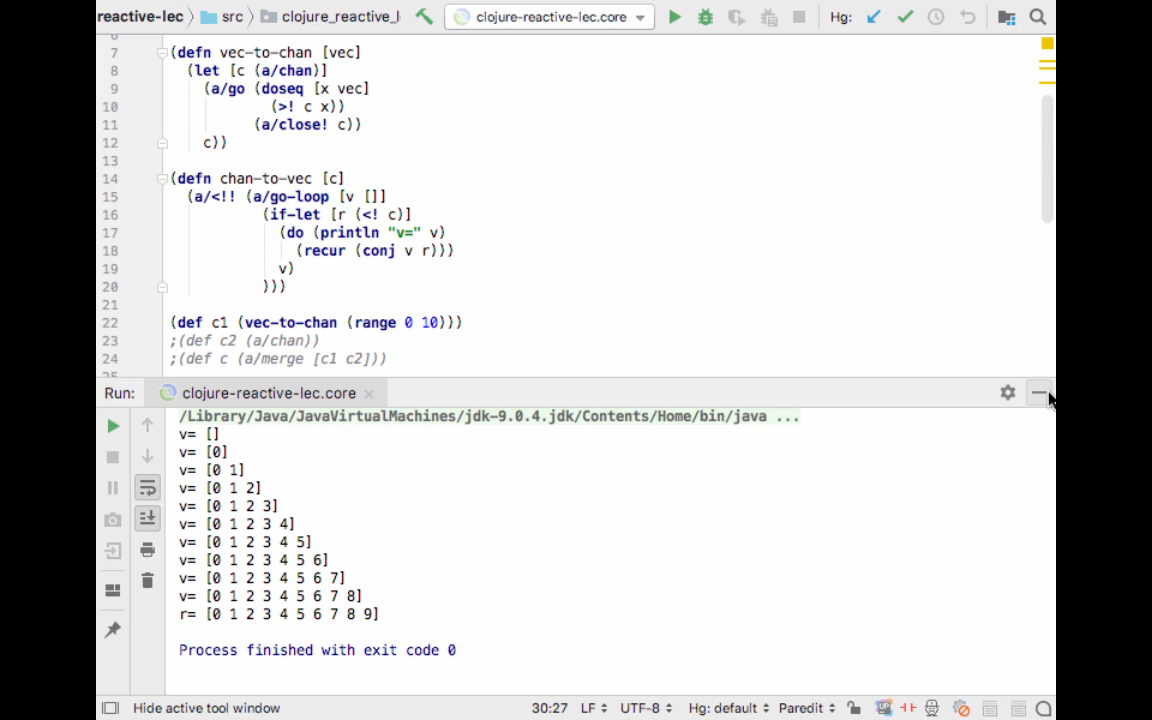 reactive-lec src clojure_reactive_l clojure-reactive-lec.core Hg:
7 (defn vec-to-chan [vec]
8 (let [c (a/chan)]
9 (a/go (doseq [x vec]
10 (>! c x))
11 (a/close! c))
12 c))
13
14 (defn chan-to-vec [c]
15 (a/<!! (a/go-loop [v []]
16 (if-let [r (<! c)]
17 (do (println "v=" v)
18 (recur (conj v r)))
19 v)
20 )))
21
22 (def c1 (vec-to-chan (range 0 10)))
23 ;(def c2 (a/chan))
24 ;(def c (a/merge [c1 c2]))
Run: clojure-reactive-lec.core
/Library/Java/JavaVirtualMachines/jdk-9.0.4.jdk/Contents/Home/bin/java ...
v= []
v= [0]
v= [0 1]
v= [0 1 2]
v= [0 1 2 3]
v= [0 1 2 3 4]
v= [0 1 2 3 4 5]
v= [0 1 2 3 4 5 6]
v= [0 1 2 3 4 5 6 7]
v= [0 1 2 3 4 5 6 7 8]
r= [0 1 2 3 4 5 6 7 8 9]
Process finished with exit code 0
Hide active tool window 30:27 LF UTF-8 Hg: default Paredit